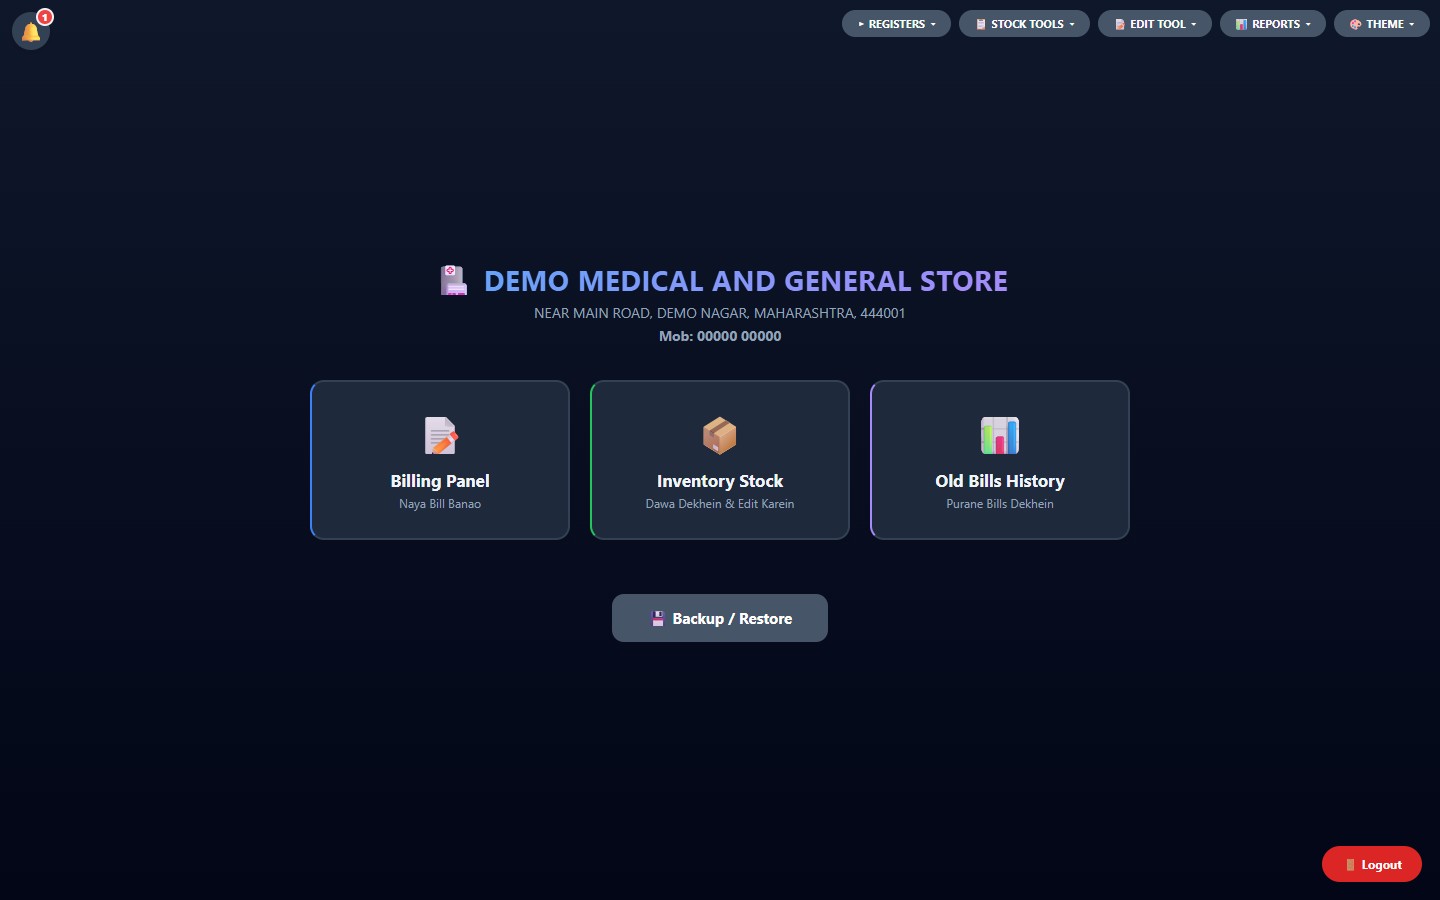 1
REGISTERS
STOCK TOOLS
EDIT TOOL
REPORTS
THEME
DEMO MEDICAL AND GENERAL STORE
NEAR MAIN ROAD, DEMO NAGAR, MAHARASHTRA, 444001
Mob: 00000 00000
Billing Panel
Naya Bill Banao
Inventory Stock
Dawa Dekhein & Edit Karein
Old Bills History
Purane Bills Dekhein
Backup / Restore
Logout